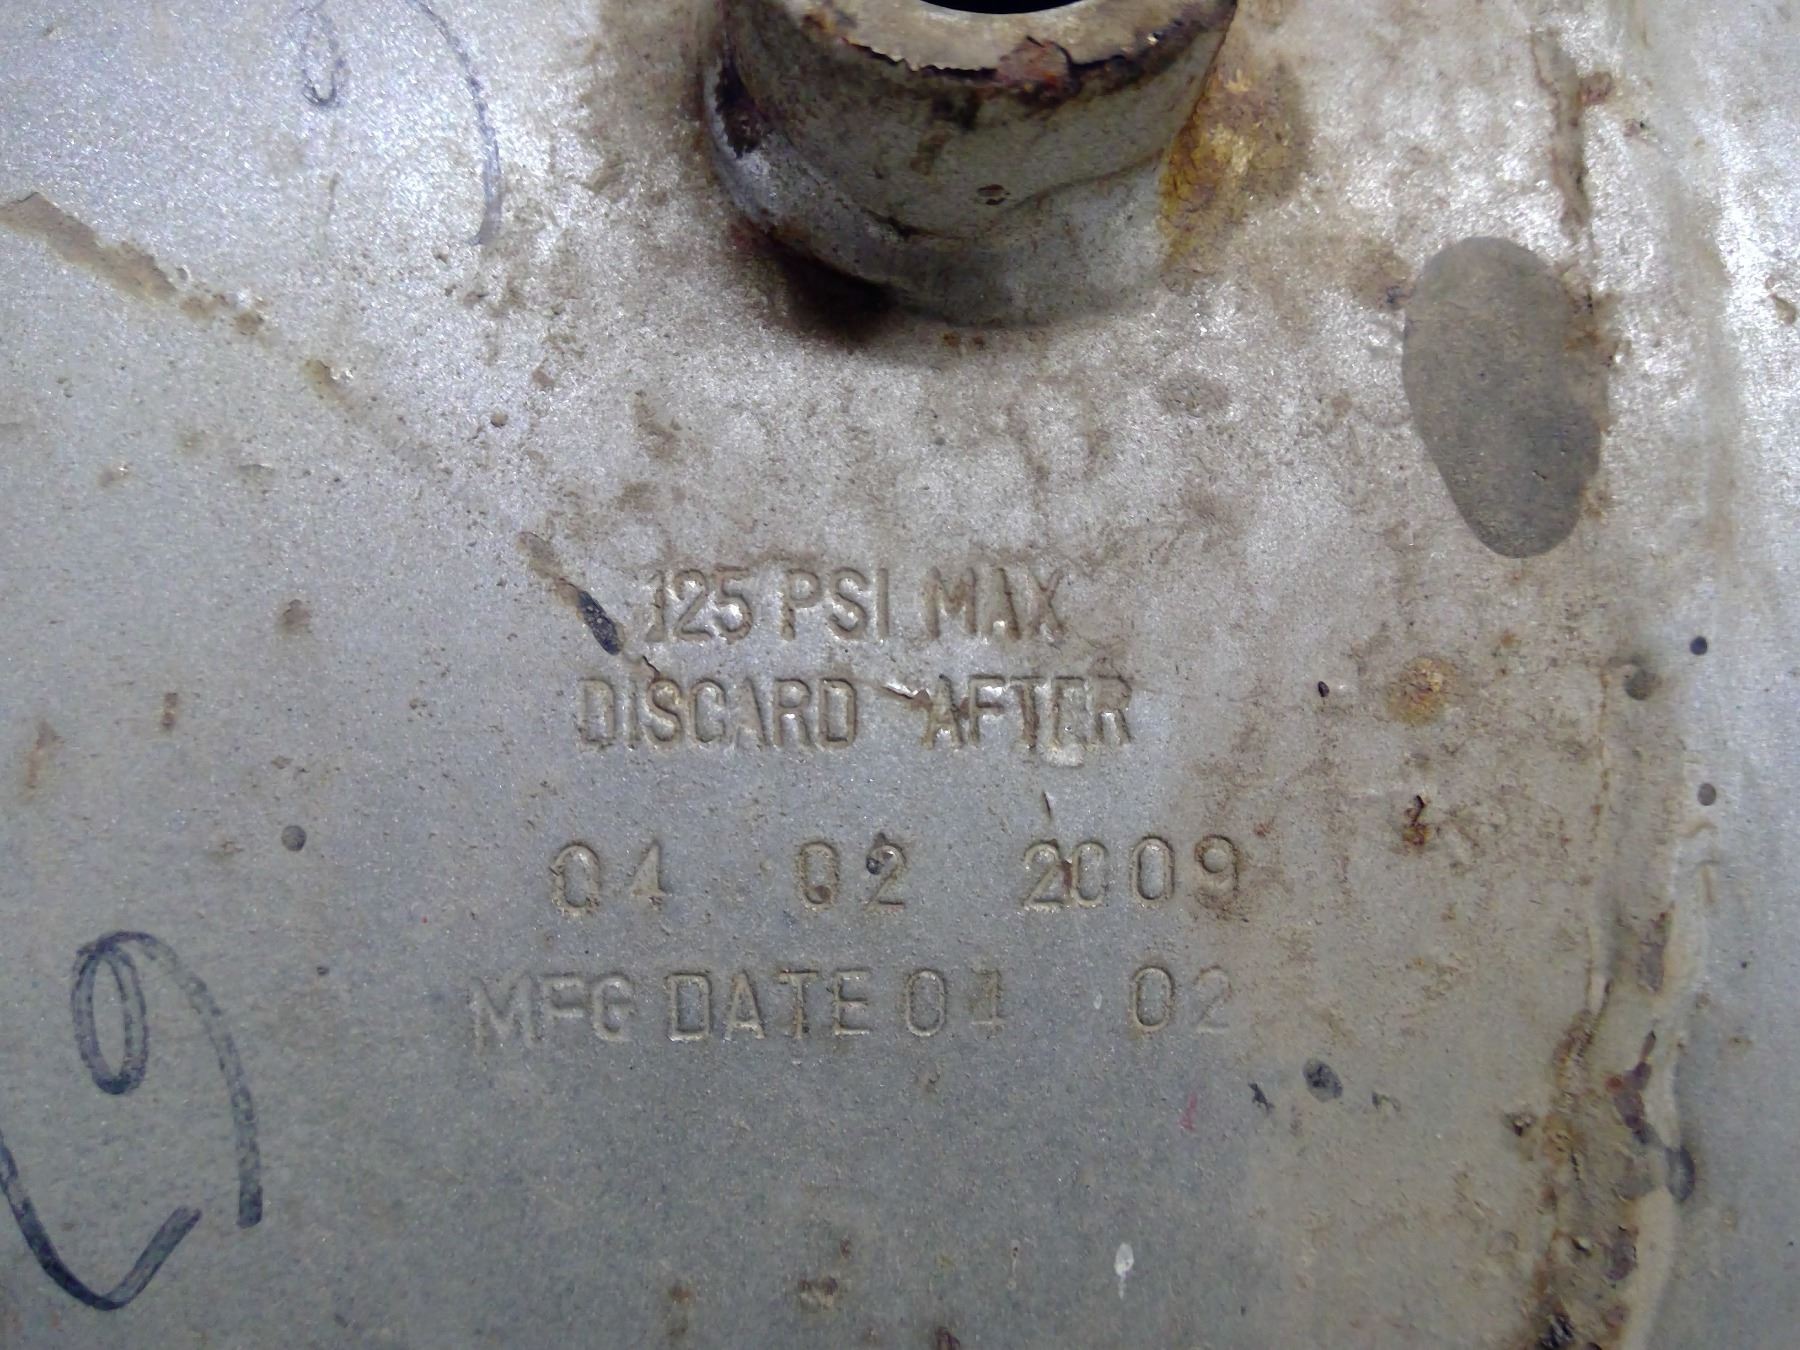 125 PSI MAX
DISCARD AFTER
04 02 2009
MFG DATE 04 02